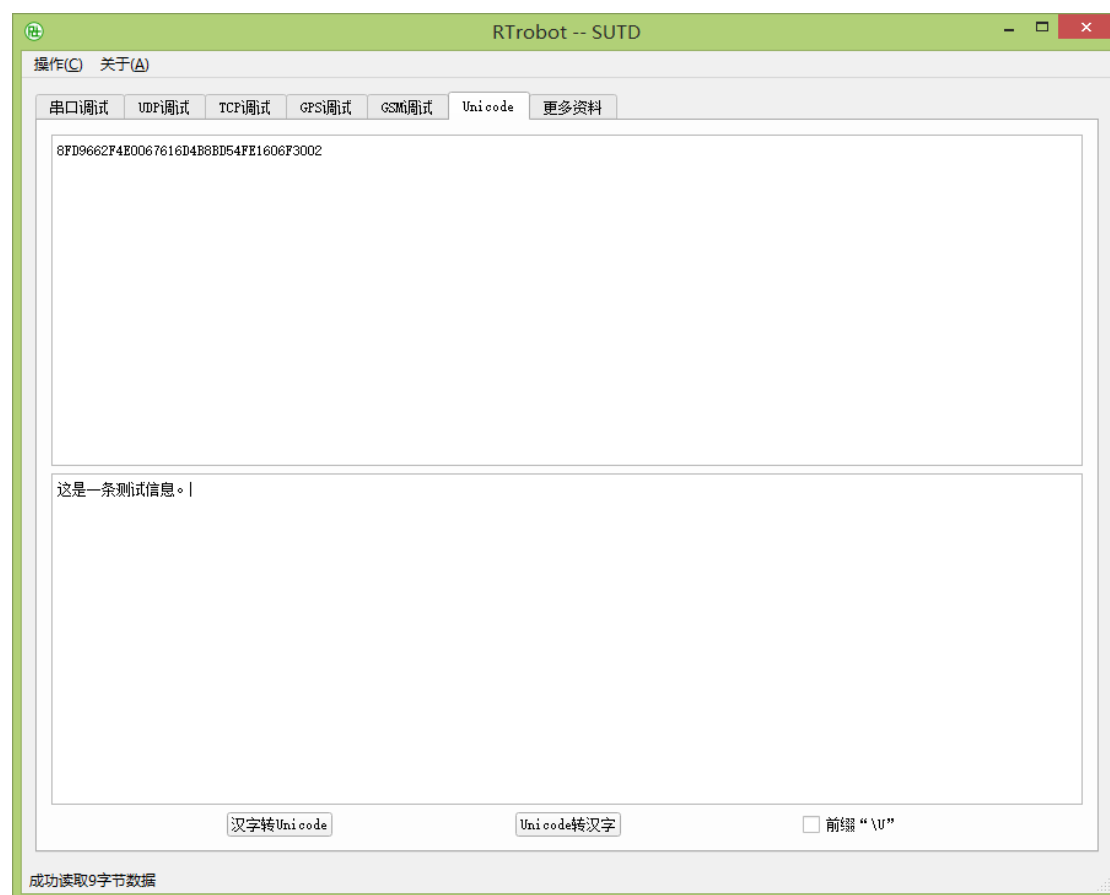 RTrobot -- SUTD
操作(C) 关于(A)
串口调试 UDP调试 TCP调试 GPS调试 GSM调试 Unicode 更多资料
8FD9662F4E0067616D4B8BD54FE1606F3002
这是一条测试信息。
汉字转Unicode Unicode转汉字 前缀“\U”
成功读取9字节数据